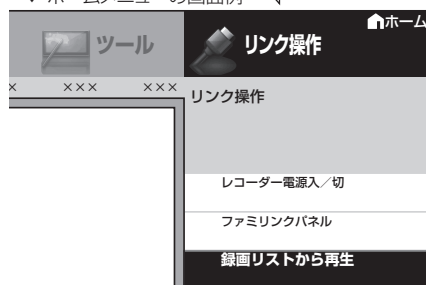 ホームメニューの画面例
ホーム
ツール
リンク操作
× ××× ×××
リンク操作
レコーダー電源入／切
ファミリンクパネル
録画リストから再生